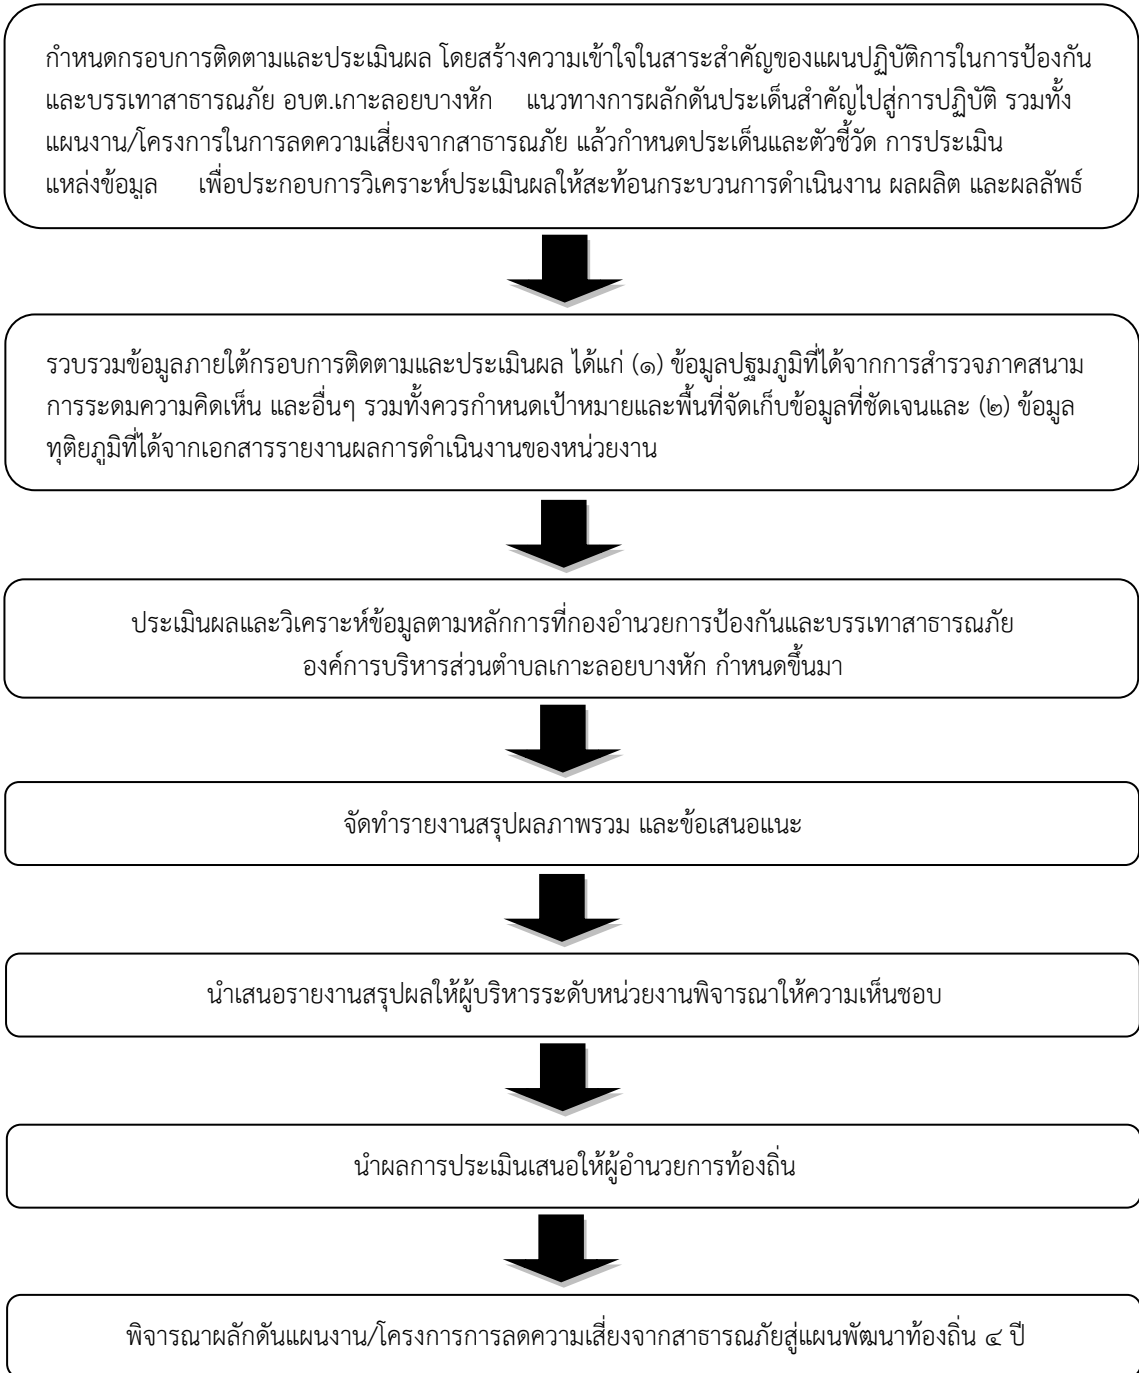 กำหนดกรอบการติดตามและประเมินผล โดยสร้างความเข้าใจในสาระสำคัญของแผนปฏิบัติการในการป้องกัน
และบรรเทาสาธารณภัย อบต.เกาะลอยบางหัก แนวทางการผลักดันประเด็นสำคัญไปสู่การปฏิบัติ รวมทั้ง
แผนงาน/โครงการในการลดความเสี่ยงจากสาธารณภัย แล้วกำหนดประเด็นและตัวชี้วัด การประเมิน
แหล่งข้อมูล เพื่อประกอบการวิเคราะห์ประเมินผลให้สะท้อนกระบวนการดำเนินงาน ผลผลิต และผลลัพธ์
รวบรวมข้อมูลภายใต้กรอบการติดตามและประเมินผล ได้แก่ (๑) ข้อมูลปฐมภูมิที่ได้จากการสำรวจภาคสนาม
การระดมความคิดเห็น และอื่นๆ รวมทั้งควรกำหนดเป้าหมายและพื้นที่จัดเก็บข้อมูลที่ชัดเจนและ (๒) ข้อมูล
ทุติยภูมิที่ได้จากเอกสารรายงานผลการดำเนินงานของหน่วยงาน
ประเมินผลและวิเคราะห์ข้อมูลตามหลักการที่กองอำนวยการป้องกันและบรรเทาสาธารณภัย
องค์การบริหารส่วนตำบลเกาะลอยบางหัก กำหนดขึ้นมา
จัดทำรายงานสรุปผลภาพรวม และข้อเสนอแนะ
นำเสนอรายงานสรุปผลให้ผู้บริหารระดับหน่วยงานพิจารณาให้ความเห็นชอบ
นำผลการประเมินเสนอให้ผู้อำนวยการท้องถิ่น
พิจารณาผลักดันแผนงาน/โครงการการลดความเสี่ยงจากสาธารณภัยสู่แผนพัฒนาท้องถิ่น ๔ ปี